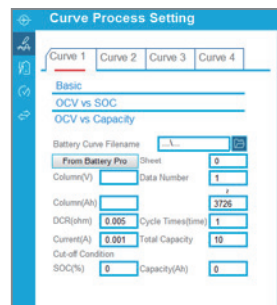 Curve Process Setting
Curve 1 Curve 2 Curve 3 Curve 4
Basic
OCV vs SOC
OCV vs Capacity
Battery Curve Filename ...\...
From Battery Pro Sheet 0
Column(V) Data Number 1
,
Column(Ah) 3726
DCR(ohm) 0.005 Cycle Times(time) 1
Current(A) 0.001 Total Capacity 10
Cut-off Condition
SOC(%) 0 Capacity(Ah) 0